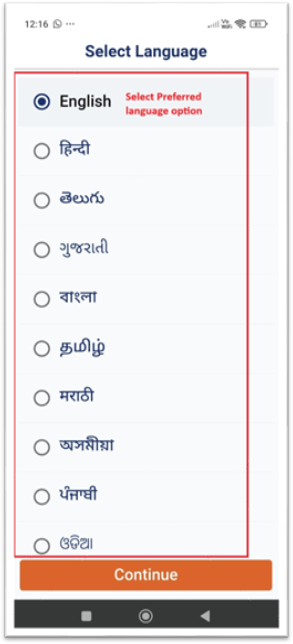 12:16
Select Language
English
Select Preferred
language option
हिन्दी
తెలుగు
ગુજરાતી
বাংলা
தமிழ்
मराठी
অসমীয়া
ਪੰਜਾਬੀ
ଓଡିଆ
Continue